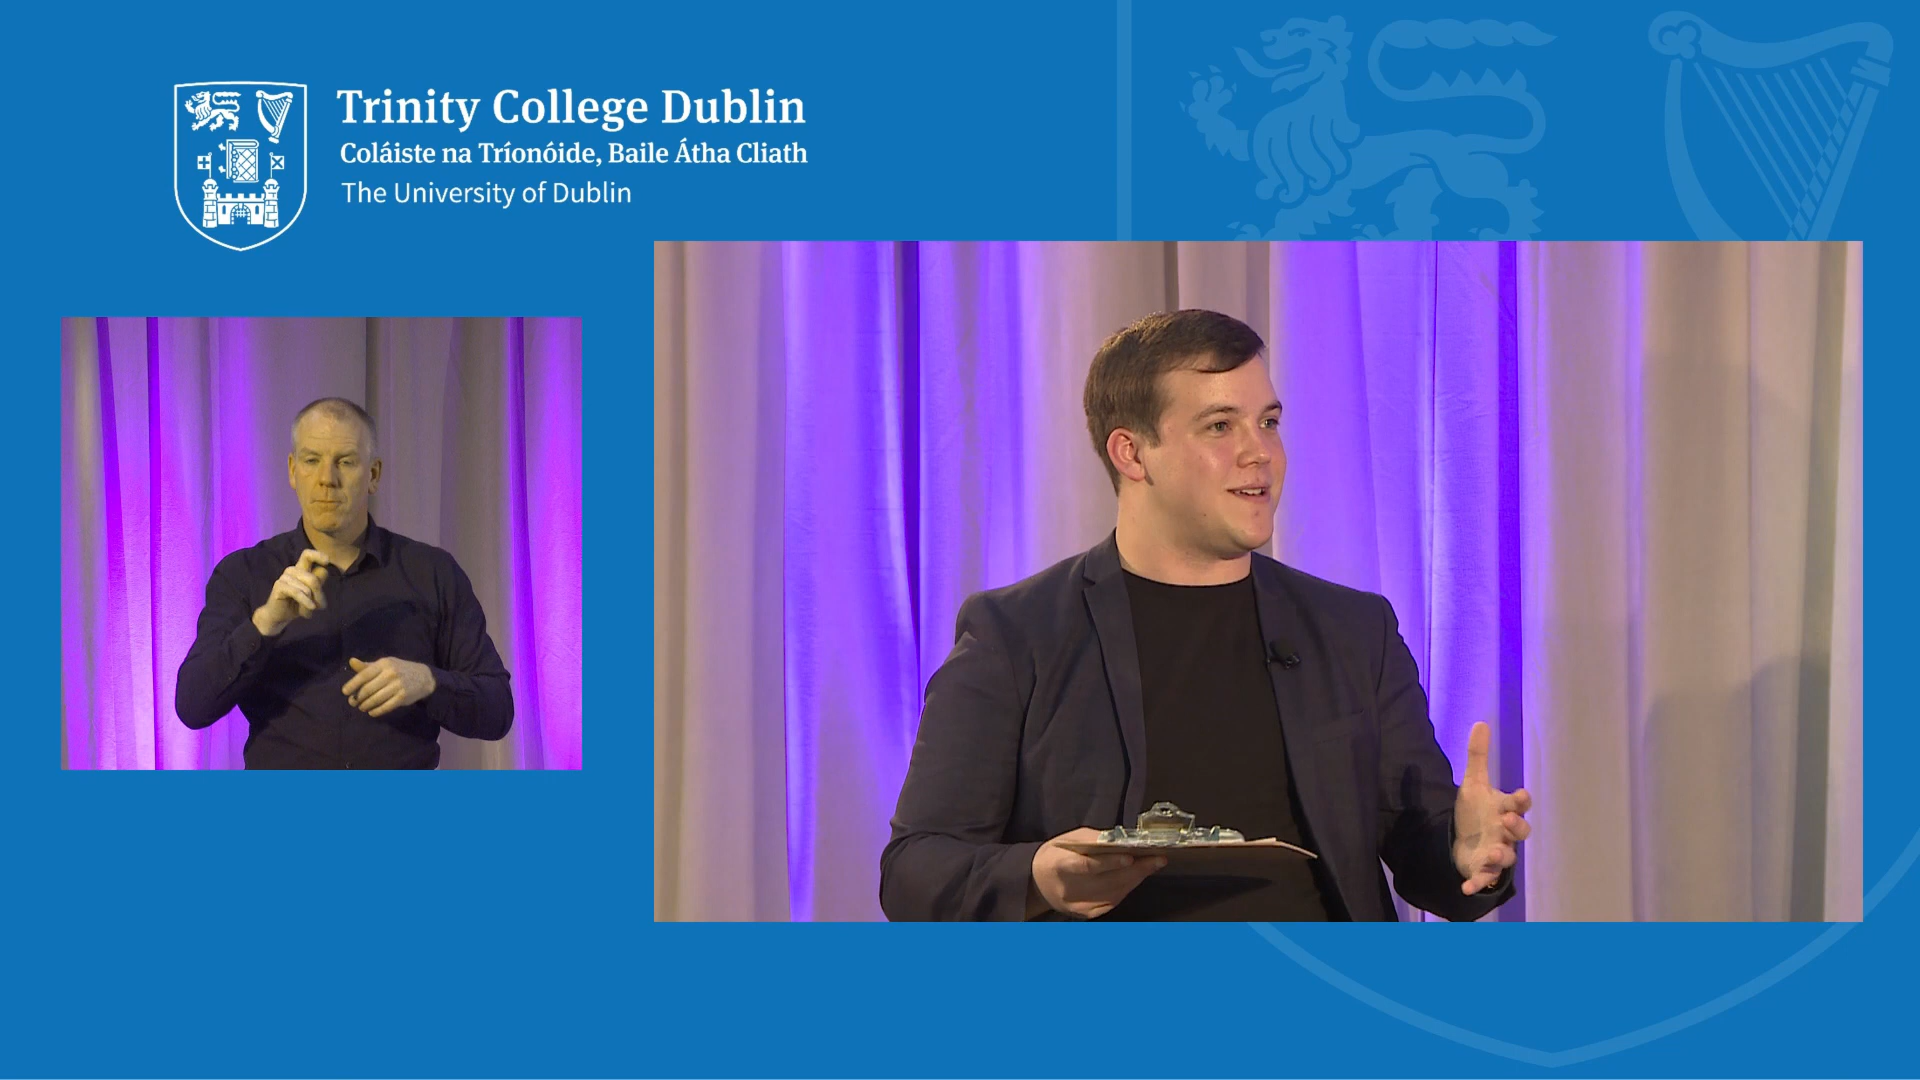 Trinity College Dublin
Coláiste na Tríonóide, Baile Átha Cliath
The University of Dublin